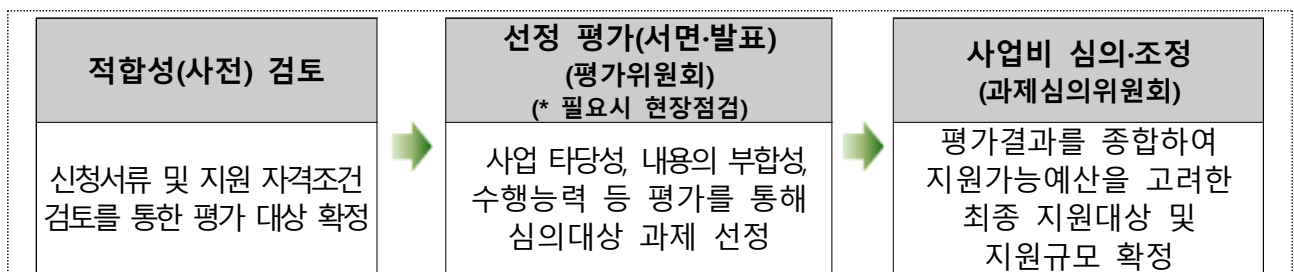 적합성(사전) 검토
신청서류 및 지원 자격조건
검토를 통한 평가 대상 확정
선정 평가(서면·발표)
(평가위원회)
(* 필요시 현장점검)
사업 타당성, 내용의 부합성,
수행능력 등 평가를 통해
심의대상 과제 선정
사업비 심의·조정
(과제심의위원회)
평가결과를 종합하여
지원가능예산을 고려한
최종 지원대상 및
지원규모 확정